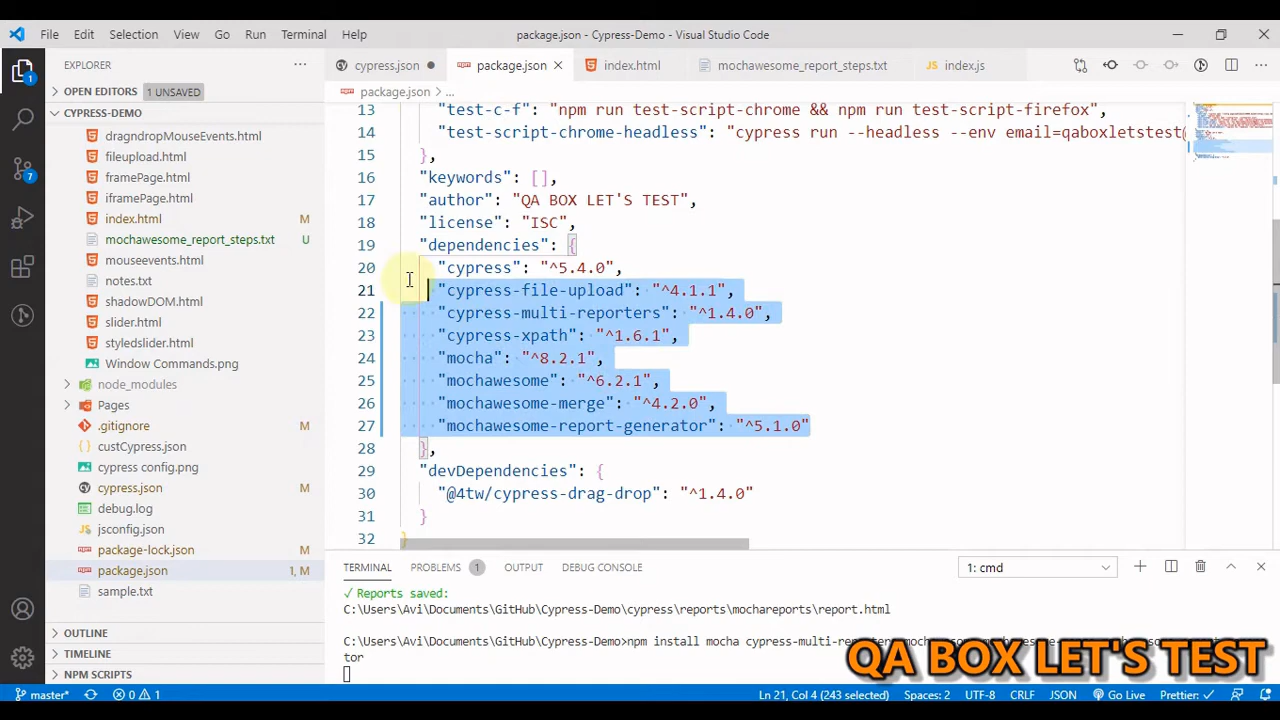 File Edit Selection View Go Run Terminal Help
package.json - Cypress-Demo - Visual Studio Code
EXPLORER
OPEN EDITORS 1 UNSAVED
CYPRESS-DEMO
dragndropMouseEvents.html
fileupload.html
framePage.html
iframePage.html
index.html M
mochawesome_report_steps.txt U
mouseevents.html
notes.txt
shadowDOM.html
slider.html
styledslider.html
Window Commands.png
node_modules
Pages
.gitignore M
custCypress.json
cypress config.png
cypress.json M
debug.log
jsconfig.json
package-lock.json M
package.json 1, M
sample.txt
OUTLINE
TIMELINE
NPM SCRIPTS
1
7
cypress.json package.json index.html mochawesome_report_steps.txt index.js
package.json > ...
13 "test-c-f": "npm run test-script-chrome && npm run test-script-firefox",
14 "test-script-chrome-headless": "cypress run --headless --env email=qaboxletstest@
15 },
16 "keywords": [],
17 "author": "QA BOX LET'S TEST",
18 "license": "ISC",
19 "dependencies": {
20 "cypress": "^5.4.0",
21 "cypress-file-upload": "^4.1.1",
22 "cypress-multi-reporters": "^1.4.0",
23 "cypress-xpath": "^1.6.1",
24 "mocha": "^8.2.1",
25 "mochawesome": "^6.2.1",
26 "mochawesome-merge": "^4.2.0",
27 "mochawesome-report-generator": "^5.1.0"
28 },
29 "devDependencies": {
30 "@4tw/cypress-drag-drop": "^1.4.0"
31 }
32 }
TERMINAL PROBLEMS 1 OUTPUT DEBUG CONSOLE 1: cmd
✓ Reports saved:
C:\Users\Avi\Documents\GitHub\Cypress-Demo\cypress\reports\mochareports\report.html
C:\Users\Avi\Documents\GitHub\Cypress-Demo>npm install mocha cypress-multi-reporters
tor
QA BOX LET'S TEST
master* 0 1 Ln 21, Col 4 (243 selected) Spaces: 2 UTF-8 CRLF JSON Go Live Prettier: ✓